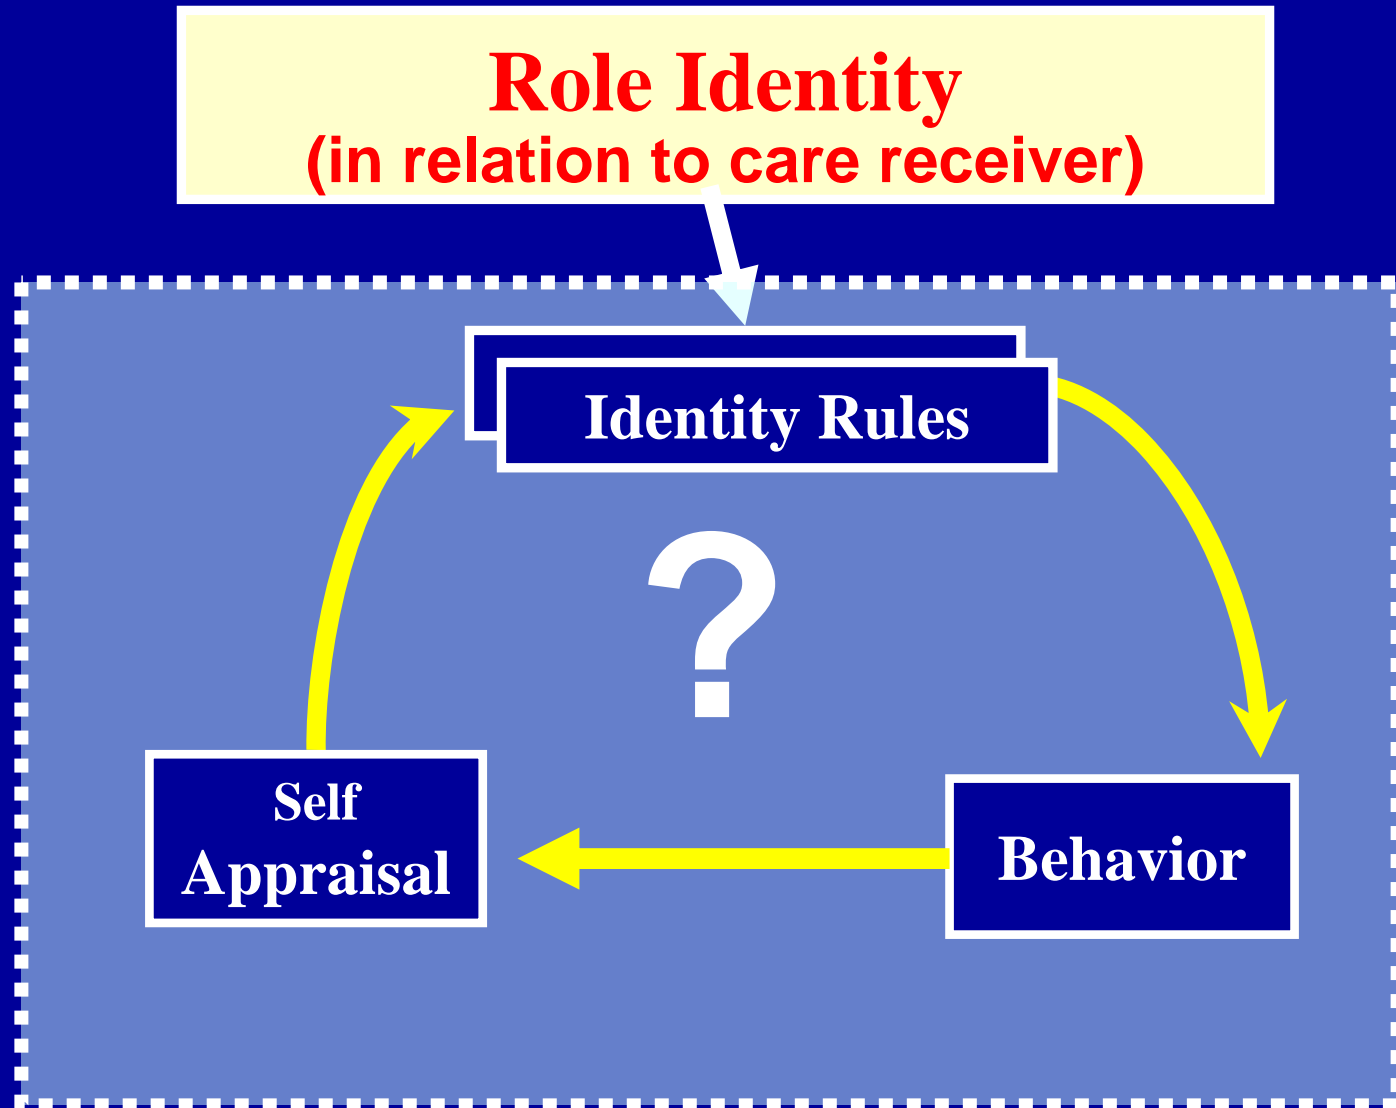 Role Identity
(in relation to care receiver)
Identity Rules
?
Self
Appraisal
Behavior